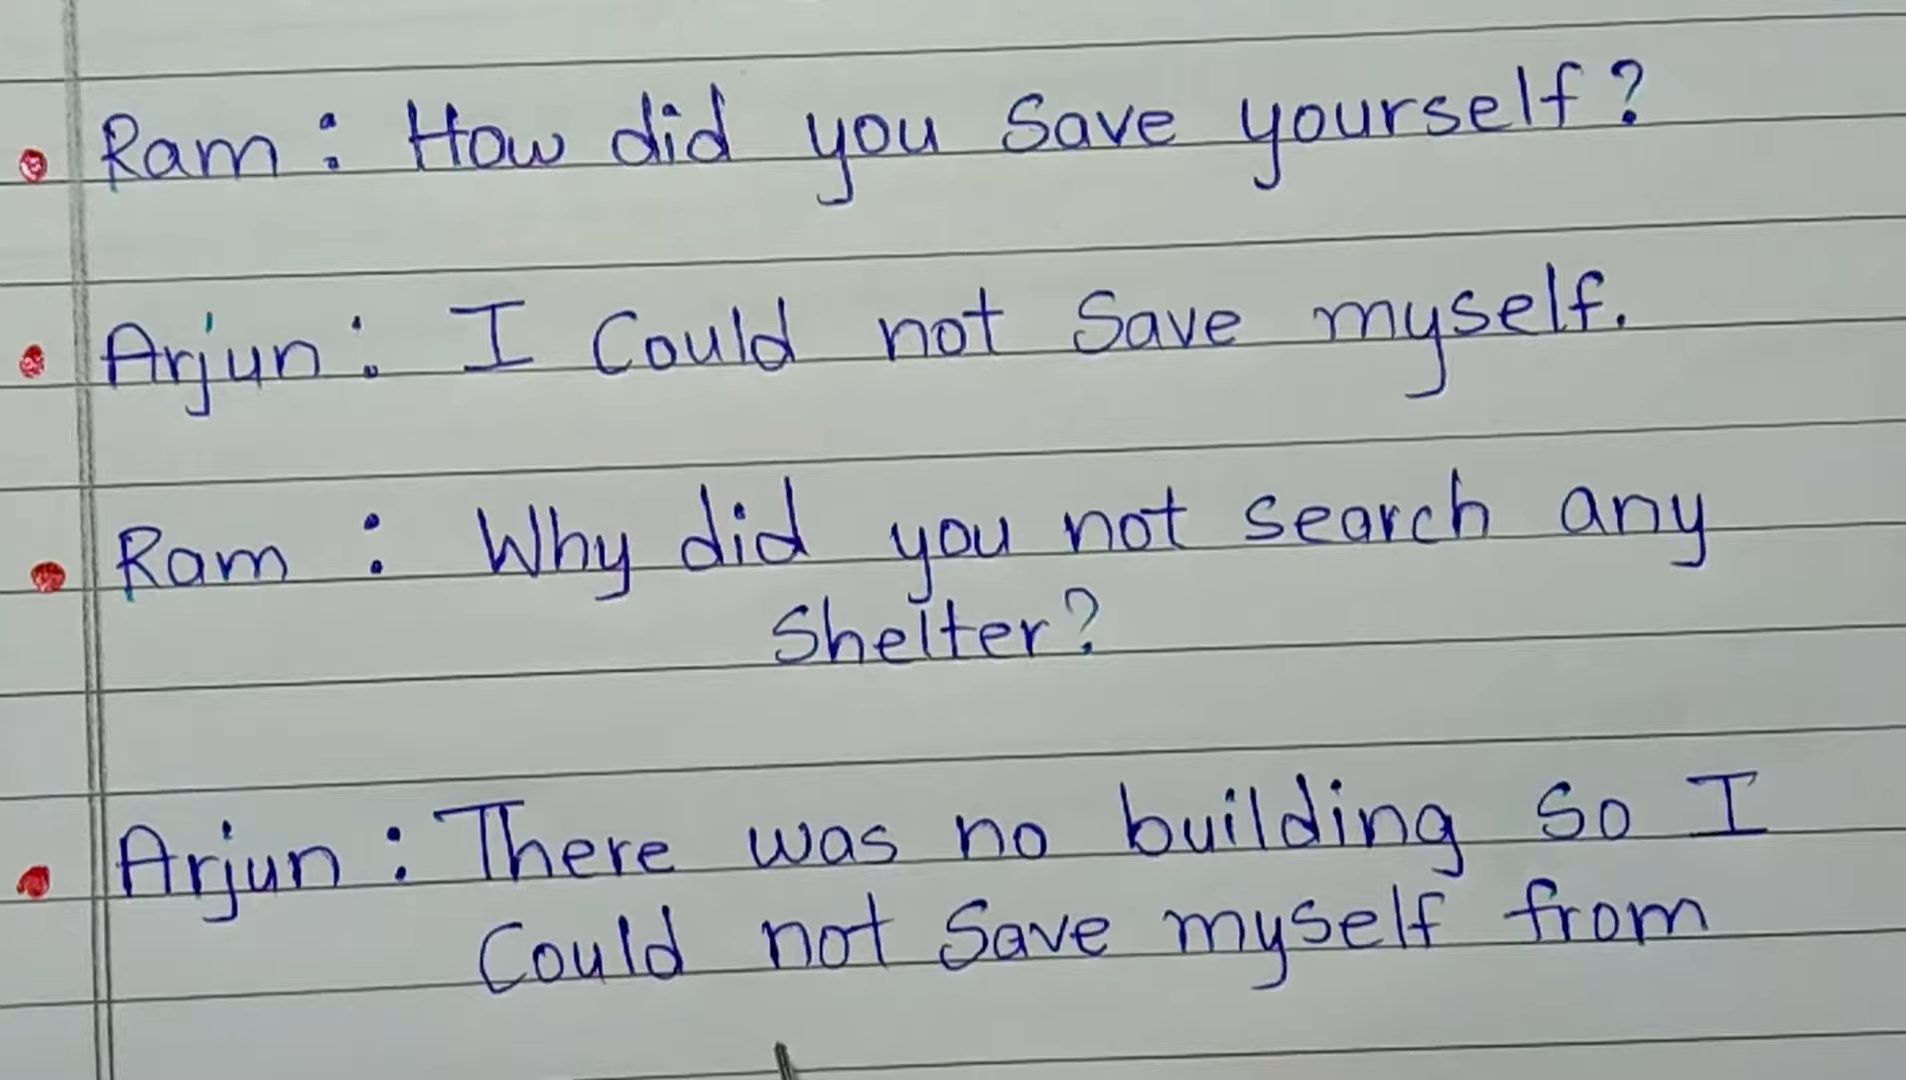 Ram : How did you Save yourself?
Arjun : I Could not Save myself.
Ram : Why did you not search any
Shelter?
Arjun : There was no building So I
Could not Save myself from